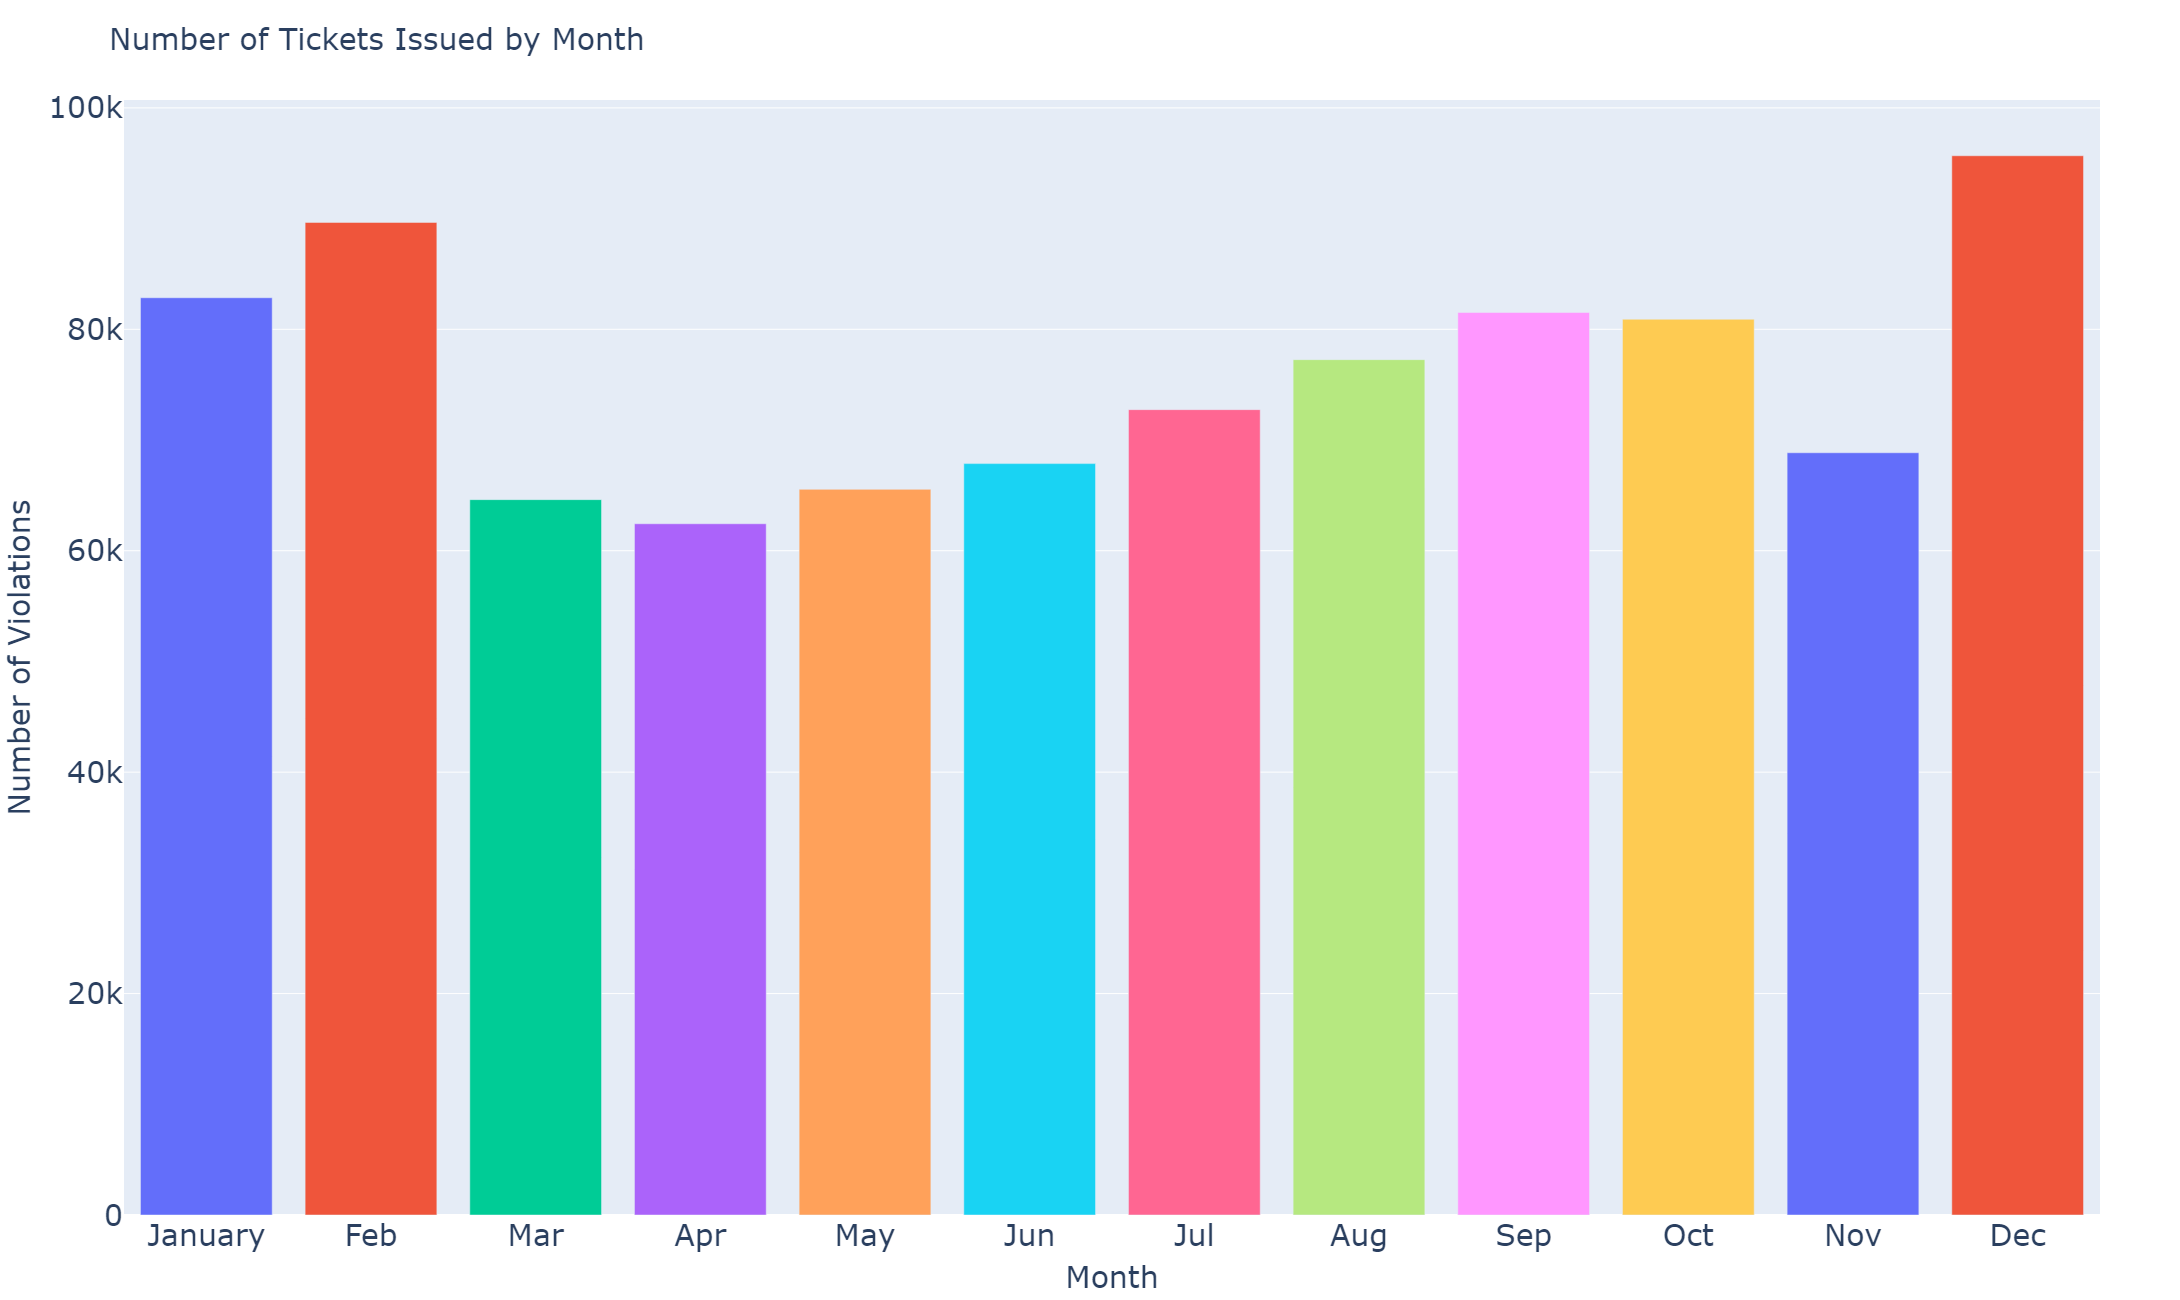 Number of Tickets Issued by Month
100k
80k
60k
40k
20k
0
Number of Violations
January Feb Mar Apr May Jun Jul Aug Sep Oct Nov Dec
Month